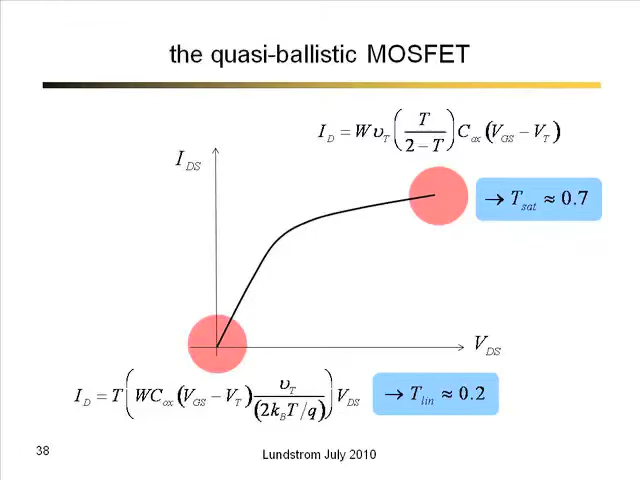 the quasi-ballistic MOSFET
I_D = W υ_T (T / (2 − T)) C_ox (V_GS − V_T)
I_DS
→ T_sat ≈ 0.7
V_DS
I_D = T (W C_ox (V_GS − V_T) υ_T / (2k_B T/q)) V_DS
→ T_lin ≈ 0.2
38
Lundstrom July 2010